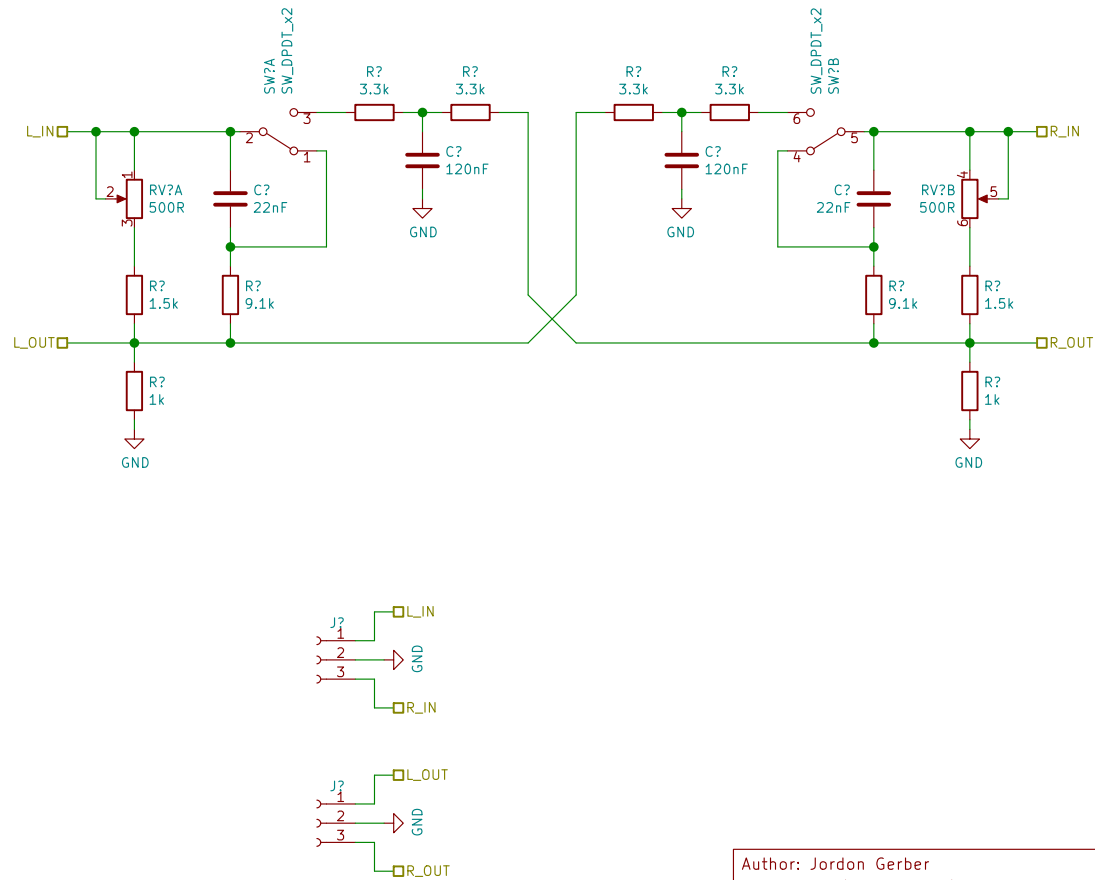 SW?A
SW_DPDT_x2
SW_DPDT_x2
SW?B
R?
3.3k
R?
3.3k
R?
3.3k
R?
3.3k
3
6
L_IN
2
1
5
4
R_IN
C?
120nF
C?
120nF
1
2
3
RV?A
500R
C?
22nF
GND
GND
C?
22nF
RV?B
500R
4
5
6
R?
1.5k
R?
9.1k
R?
9.1k
R?
1.5k
L_OUT
R_OUT
R?
1k
R?
1k
GND
GND
L_IN
J?
1
2
3
GND
R_IN
L_OUT
J?
1
2
3
GND
R_OUT
Author: Jordon Gerber